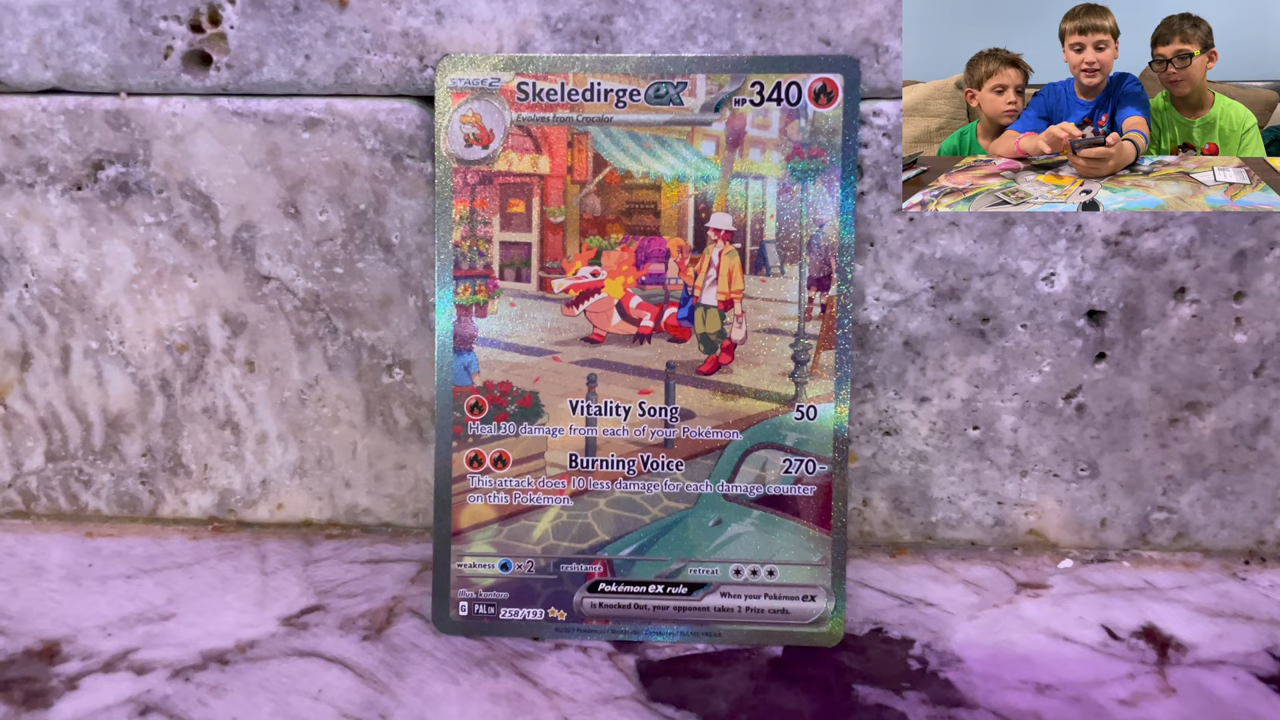 STAGE2
Skeledirge ex HP 340
Evolves from Crocalor
Vitality Song 50
Heal 30 damage from each of your Pokémon.
Burning Voice 270-
This attack does 10 less damage for each damage counter
on this Pokémon.
weakness ×2 resistance retreat
Pokémon ex rule When your Pokémon ex
is Knocked Out, your opponent takes 2 Prize cards.
Illus. kantaro
G PAL EN 258/193